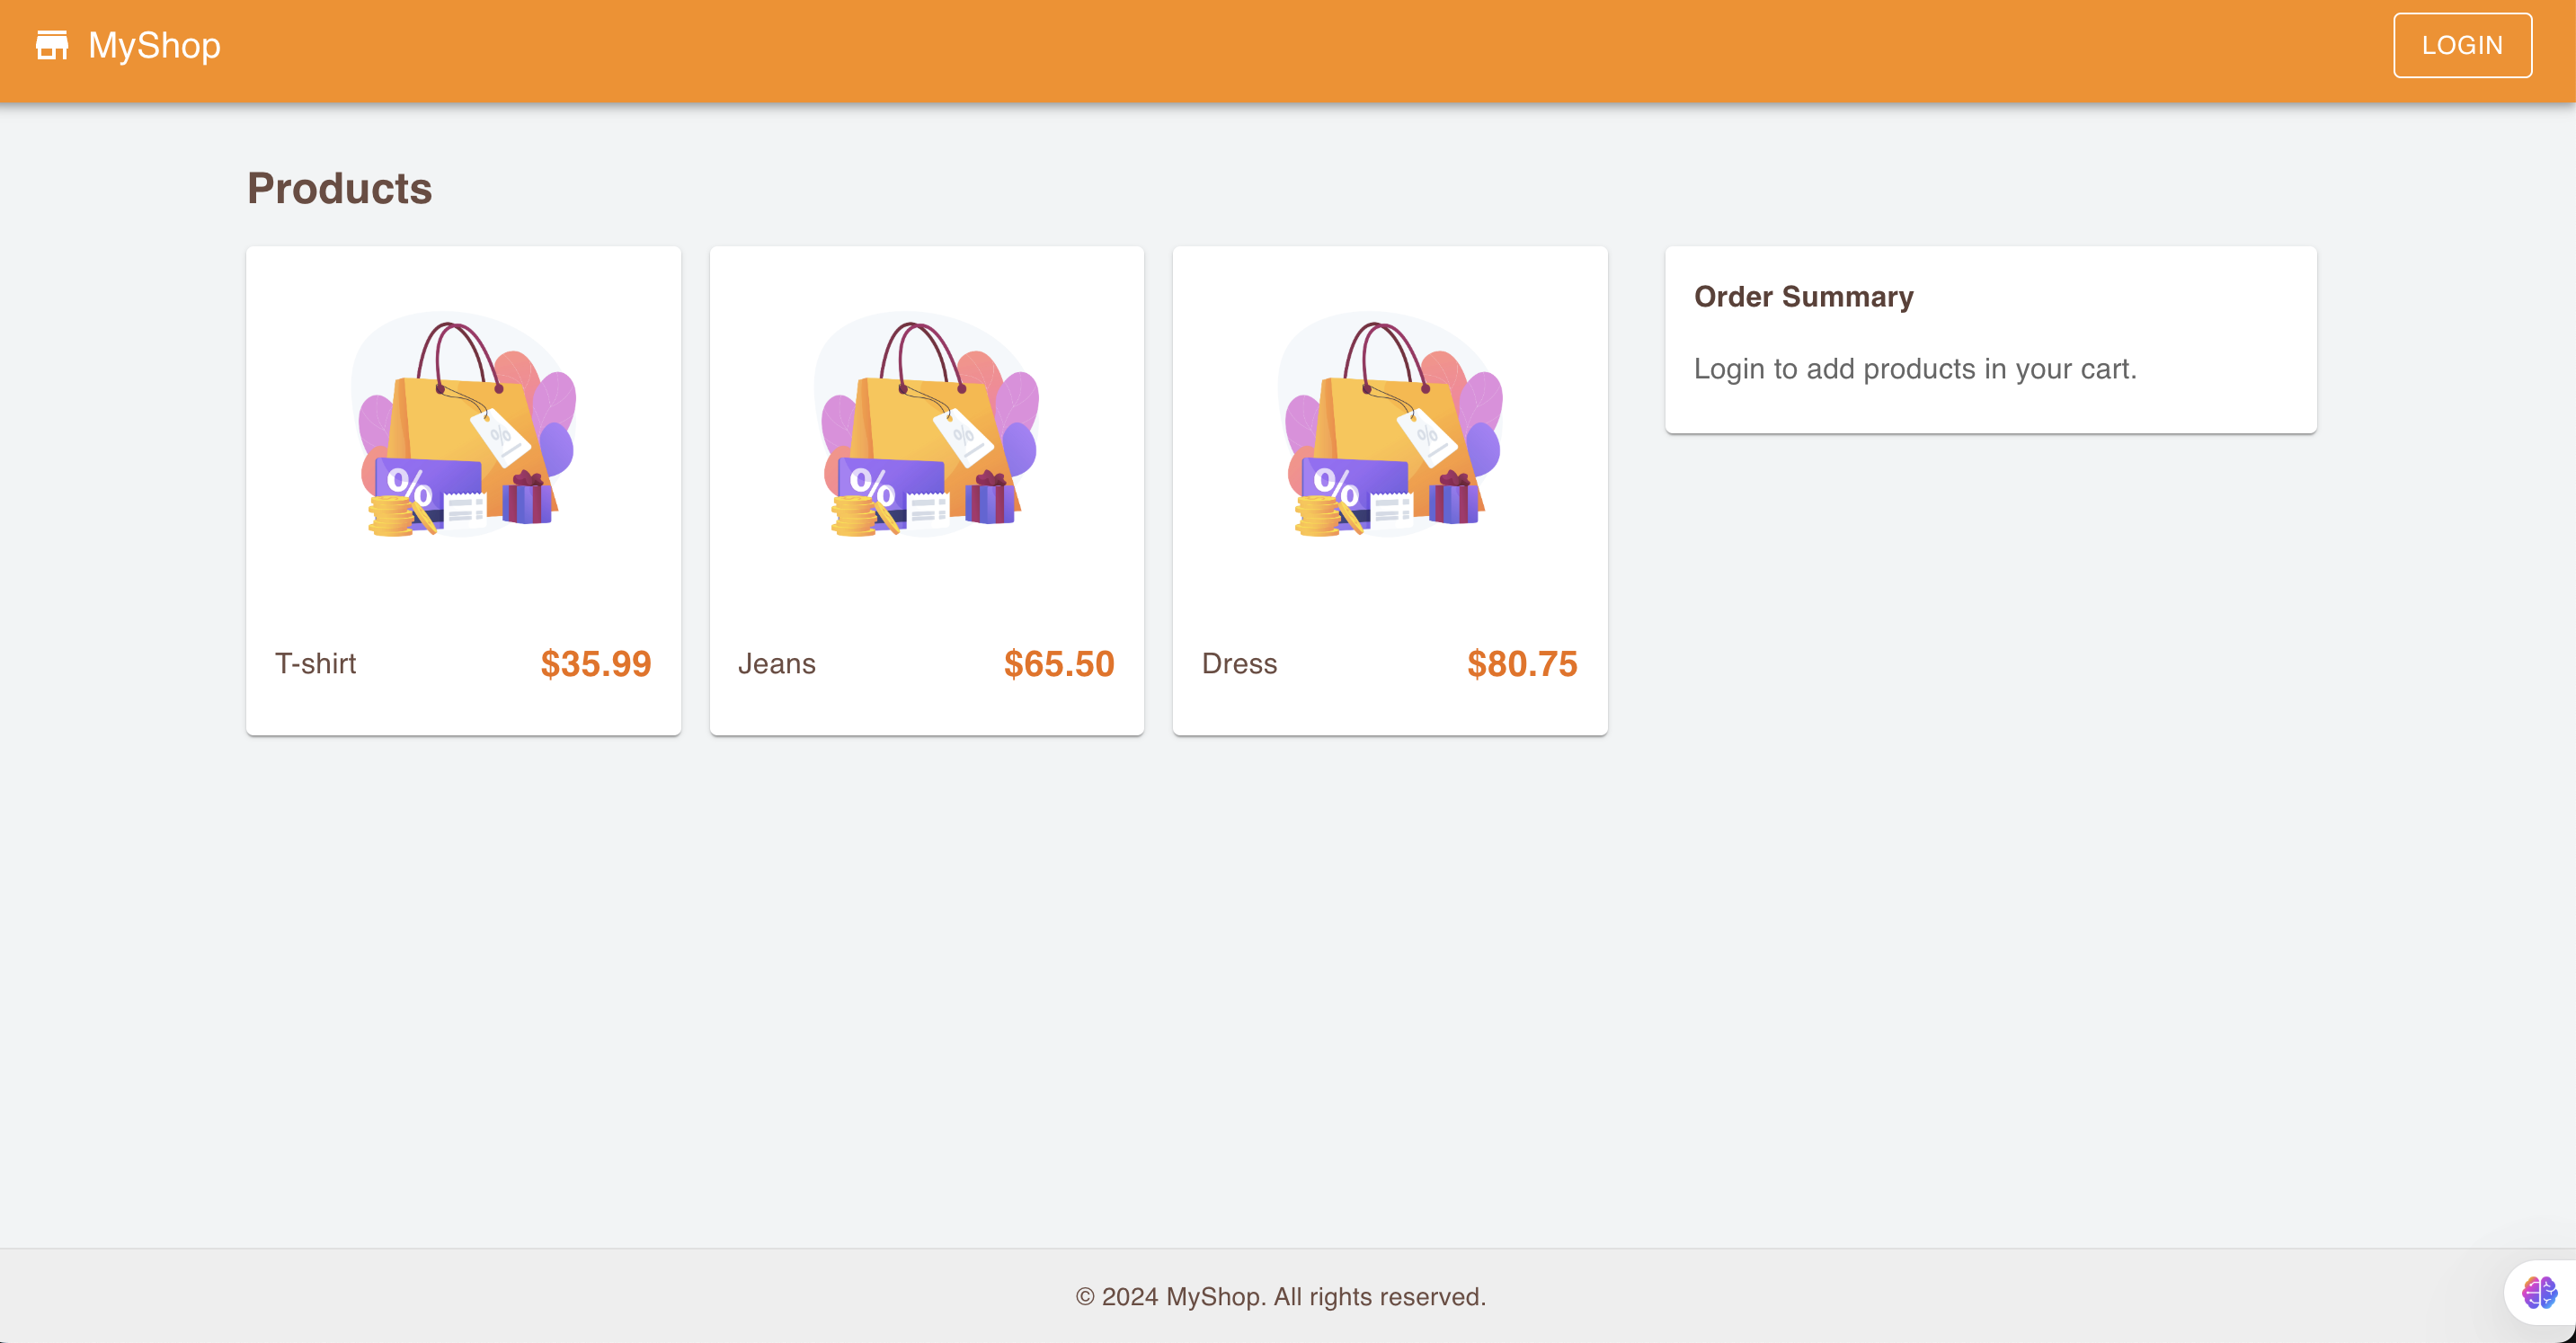 MyShop
LOGIN
Products
%
%
T-shirt
$35.99
%
%
Jeans
$65.50
%
%
Dress
$80.75
Order Summary
Login to add products in your cart.
© 2024 MyShop. All rights reserved.